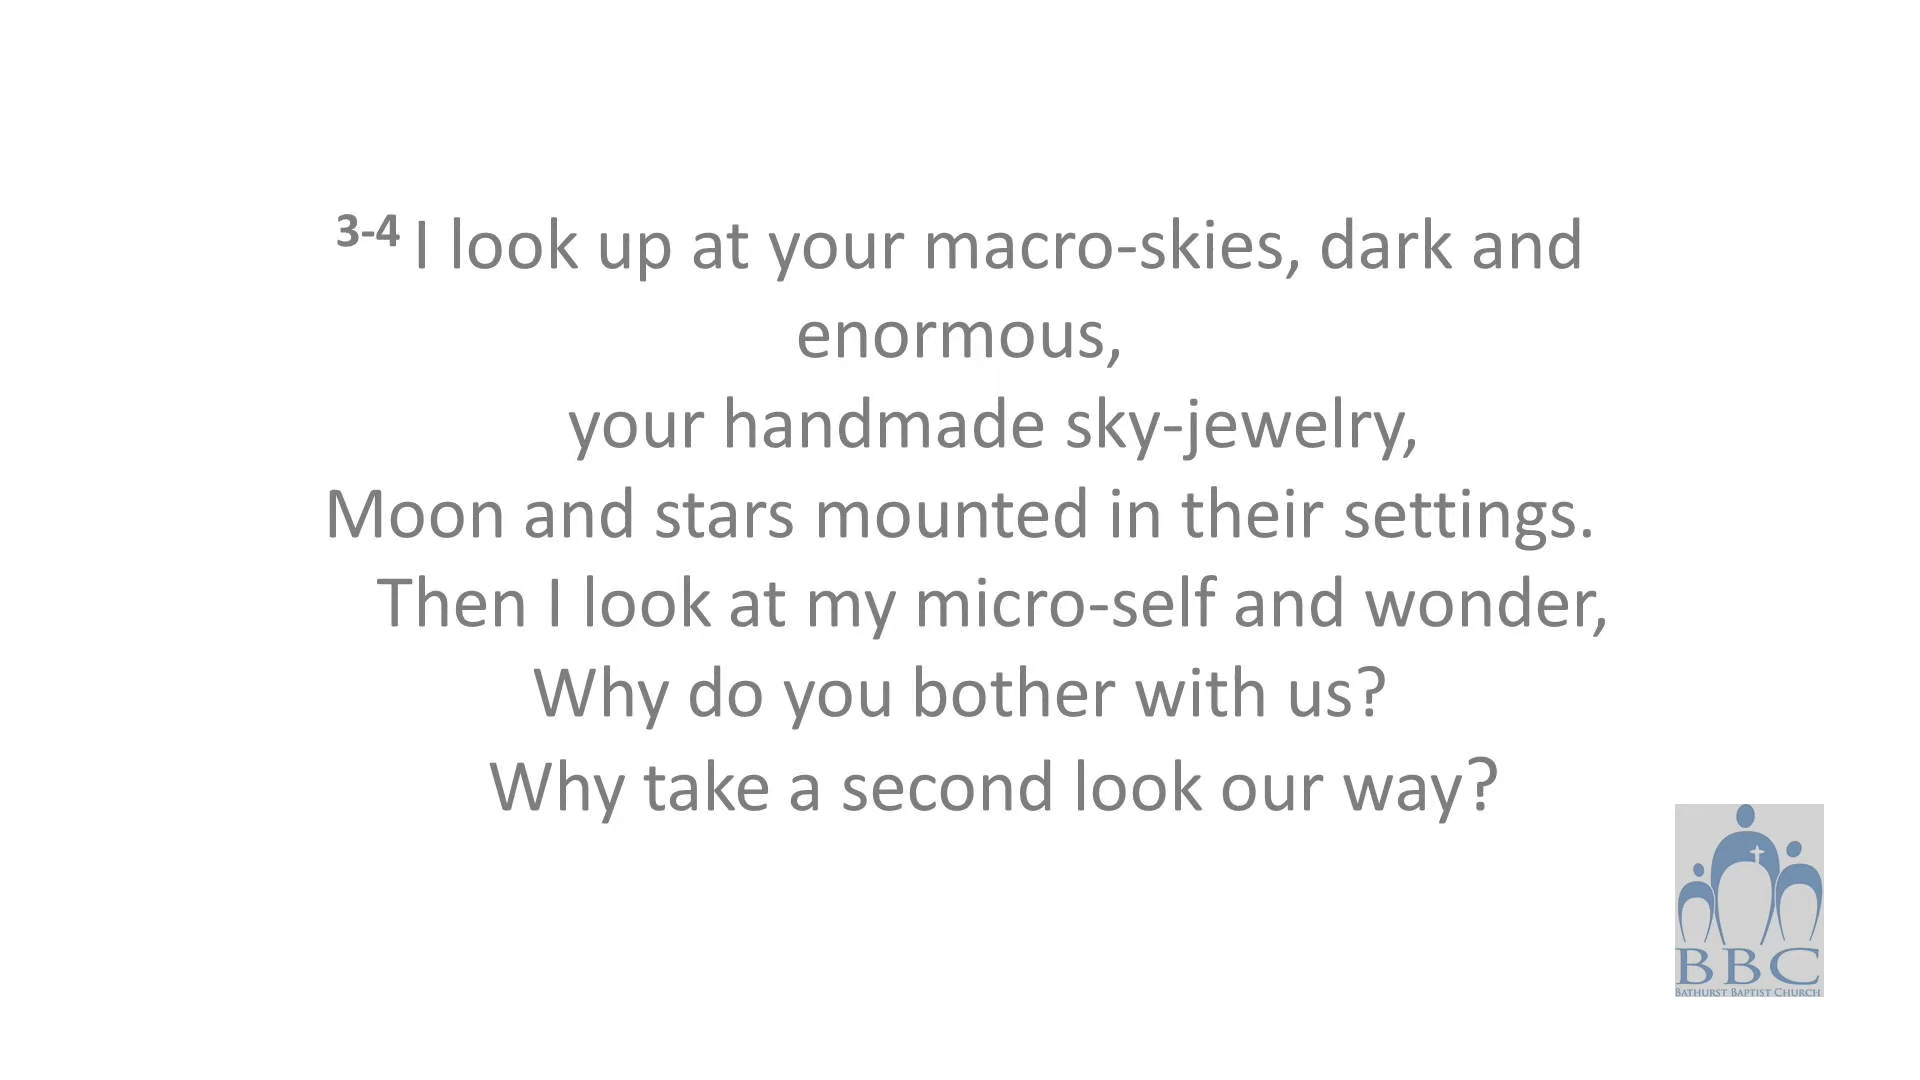 3-4 I look up at your macro-skies, dark and
enormous,
your handmade sky-jewelry,
Moon and stars mounted in their settings.
Then I look at my micro-self and wonder,
Why do you bother with us?
Why take a second look our way?
BBC
BATHURST BAPTIST CHURCH